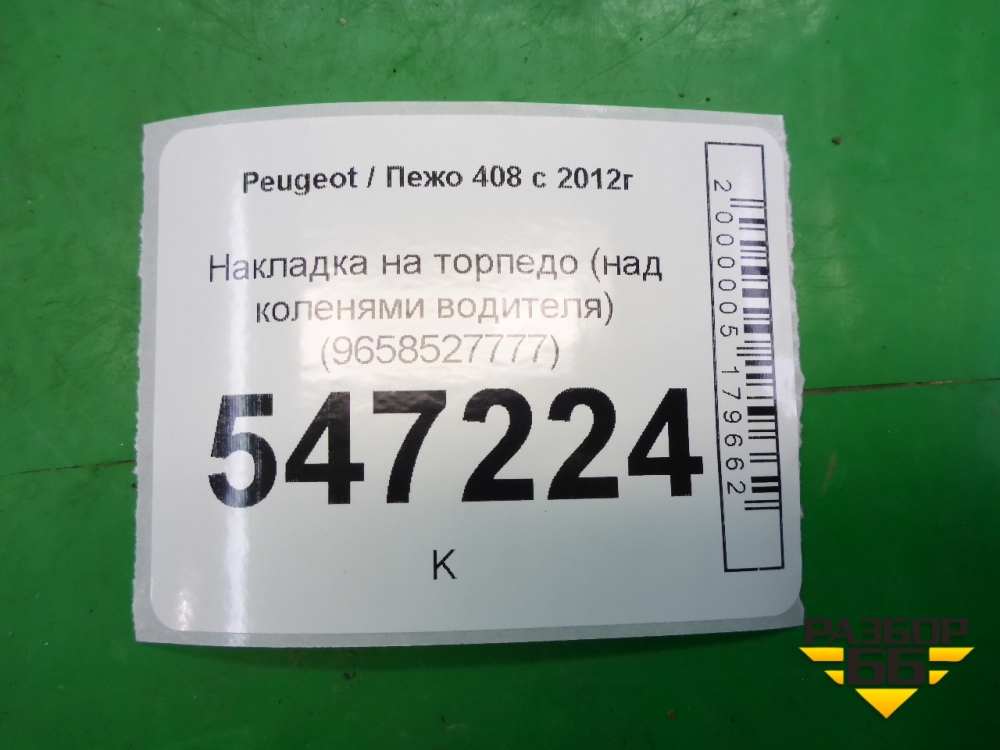 Peugeot / Пежо 408 с 2012г
Накладка на торпедо (над
коленями водителя)
(9658527777)
547224
К
2000005179662
РАЗБОР
66